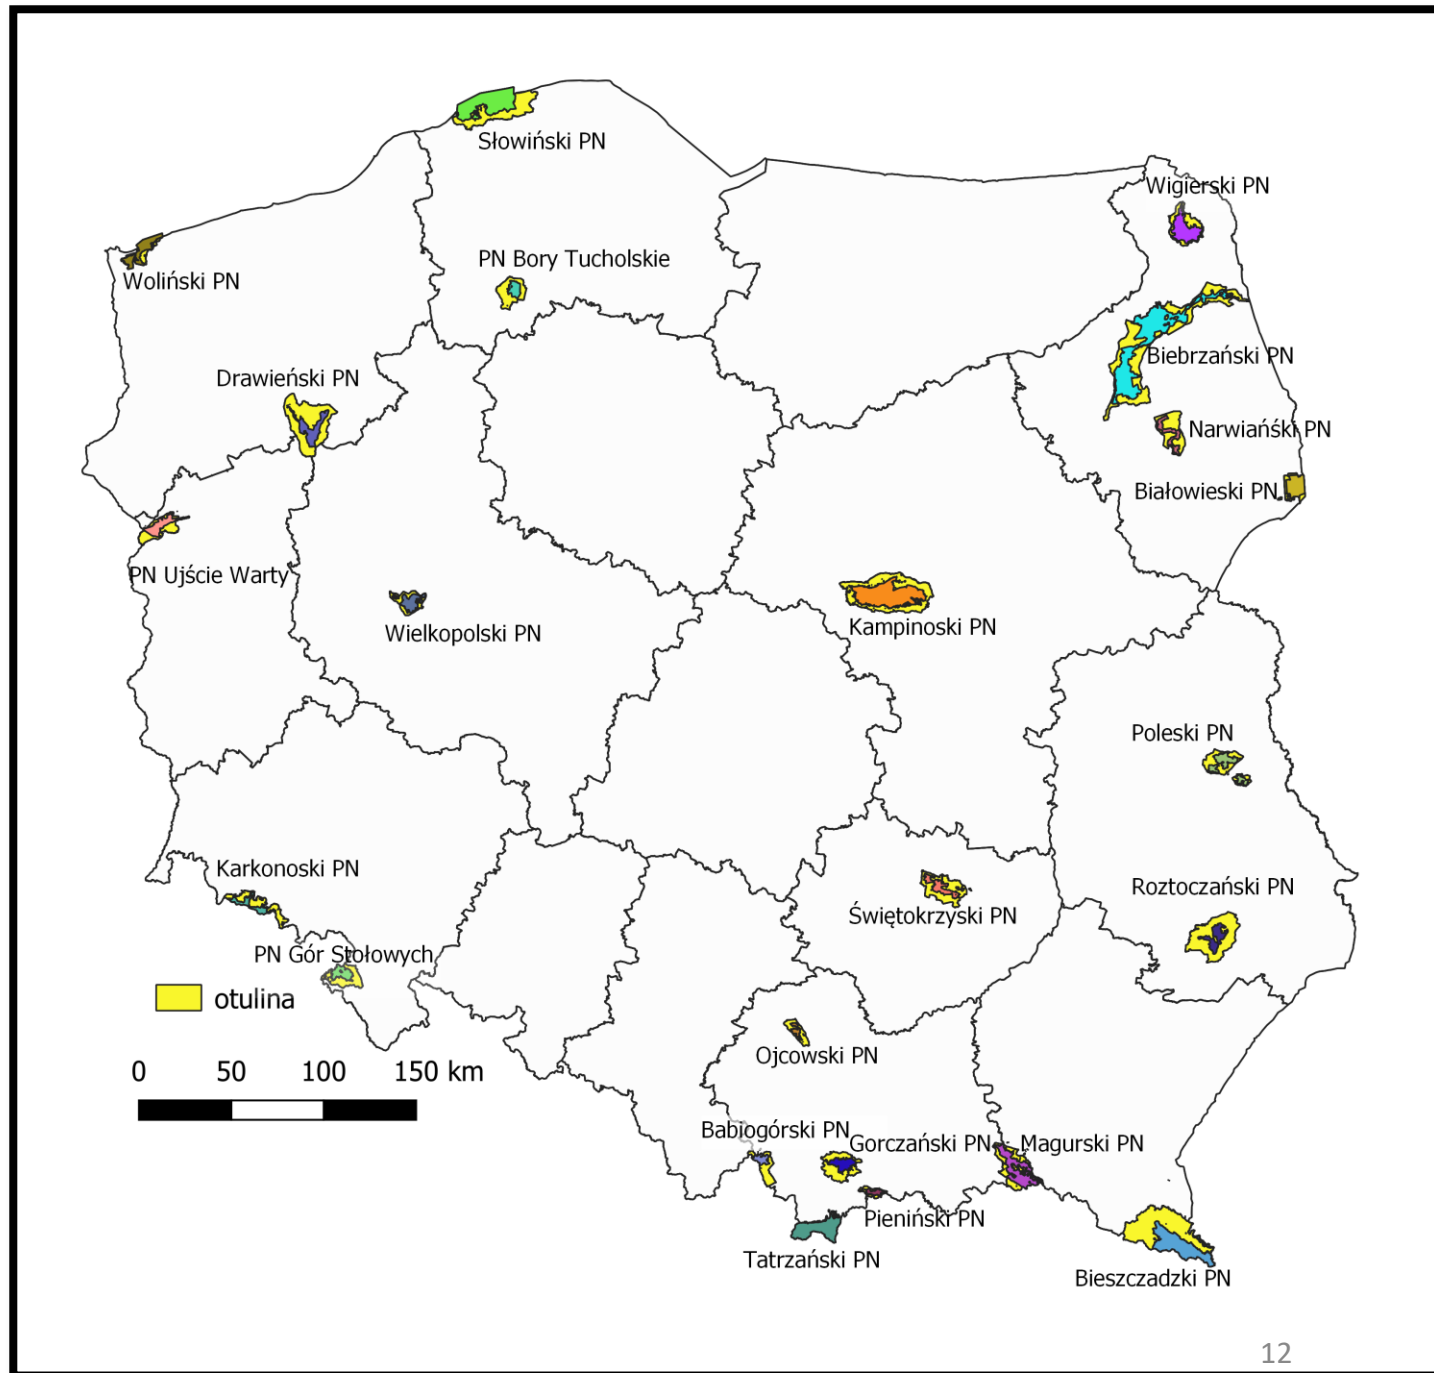 Słowiński PN
Wigierski PN
PN Bory Tucholskie
Woliński PN
Biebrzański PN
Drawieński PN
Narwiańśki PN
Białowieski PN
PN Ujście Warty
Wielkopolski PN
Kampinoski PN
Poleski PN
Karkonoski PN
Roztoczański PN
Świętokrzyski PN
PN Gór Stołowych
otulina
Ojcowski PN
0 50 100 150 km
Babiogórski PN
Gorczański PN
Magurski PN
Pieniński PN
Tatrzański PN
Bieszczadzki PN
12